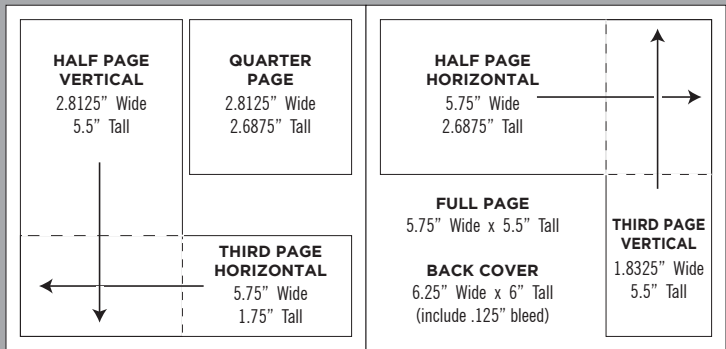 HALF PAGE
VERTICAL
2.8125” Wide
5.5” Tall
QUARTER
PAGE
2.8125” Wide
2.6875” Tall
THIRD PAGE
HORIZONTAL
5.75” Wide
1.75” Tall
HALF PAGE
HORIZONTAL
5.75” Wide
2.6875” Tall
FULL PAGE
5.75” Wide x 5.5” Tall
BACK COVER
6.25” Wide x 6” Tall
(include .125” bleed)
THIRD PAGE
VERTICAL
1.8325” Wide
5.5” Tall